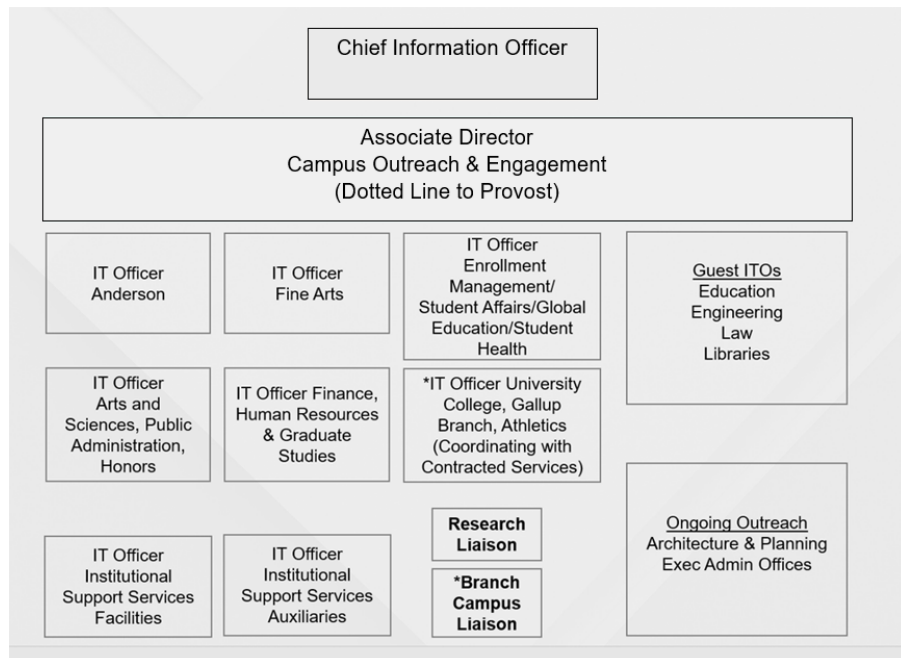 Chief Information Officer
Associate Director
Campus Outreach & Engagement
(Dotted Line to Provost)
IT Officer
Anderson
IT Officer
Fine Arts
IT Officer
Enrollment
Management/
Student Affairs/Global
Education/Student
Health
Guest ITOs
Education
Engineering
Law
Libraries
IT Officer
Arts and
Sciences, Public
Administration,
Honors
IT Officer Finance,
Human Resources
& Graduate
Studies
*IT Officer University
College, Gallup
Branch, Athletics
(Coordinating with
Contracted Services)
IT Officer
Institutional
Support Services
Facilities
IT Officer
Institutional
Support Services
Auxiliaries
Research
Liaison
*Branch
Campus
Liaison
Ongoing Outreach
Architecture & Planning
Exec Admin Offices